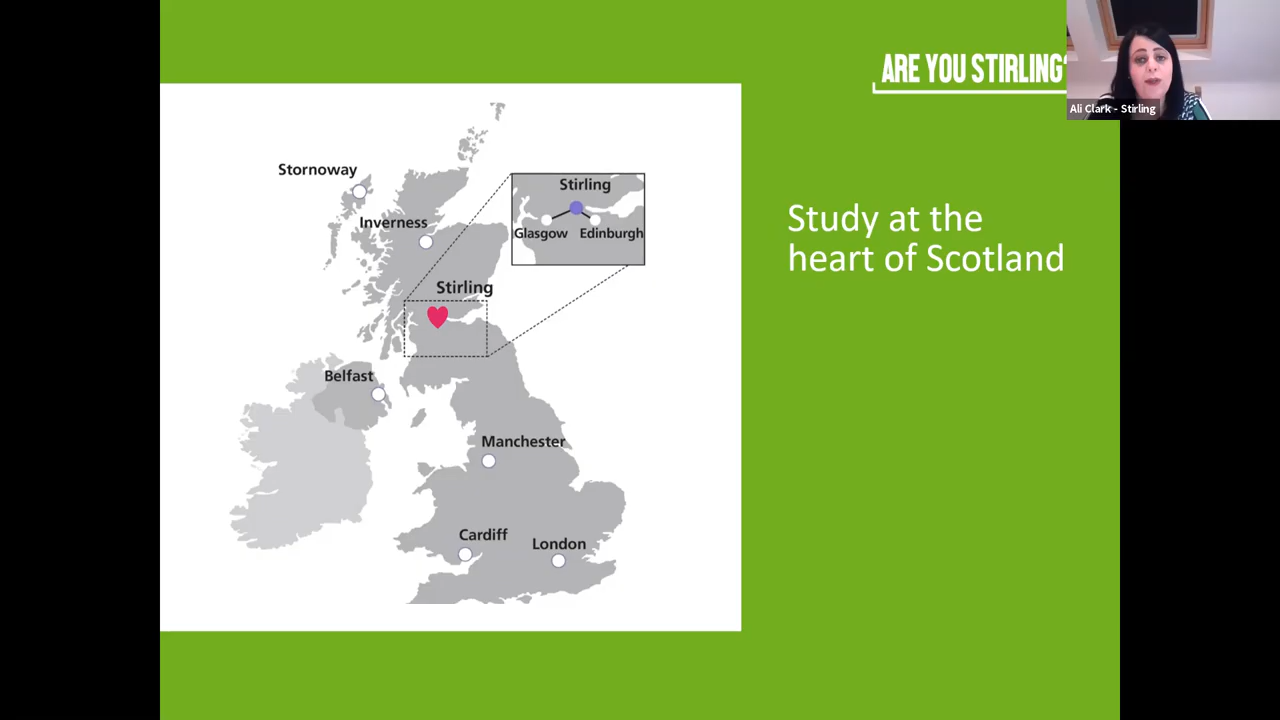 ARE YOU STIRLING?
Ali Clark - Stirling
Study at the
heart of Scotland
Stornoway
Inverness
Stirling
Glasgow
Edinburgh
Stirling
Belfast
Manchester
Cardiff
London